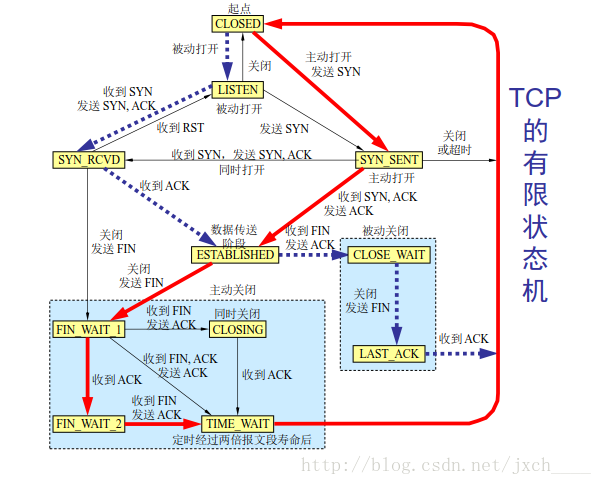 起点
CLOSED
被动打开
关闭
主动打开
发送 SYN
LISTEN
被动打开
收到 SYN
发送 SYN, ACK
收到 RST
发送 SYN
SYN_RCVD
收到 SYN，发送 SYN, ACK
同时打开
SYN_SENT
主动打开
关闭
或超时
收到 ACK
收到 SYN, ACK
发送 ACK
关闭
发送 FIN
数据传送
阶段
ESTABLISHED
收到 FIN
发送 ACK
被动关闭
CLOSE_WAIT
关闭
发送 FIN
LAST_ACK
收到 ACK
关闭
发送 FIN
主动关闭
FIN_WAIT_1
收到 FIN
发送 ACK
同时关闭
CLOSING
收到 ACK
收到 FIN, ACK
发送 ACK
收到 ACK
FIN_WAIT_2
收到 FIN
发送 ACK
TIME_WAIT
定时经过两倍报文段寿命后
TCP
的
有
限
状
态
机
http://blog.csdn.net/jxch____